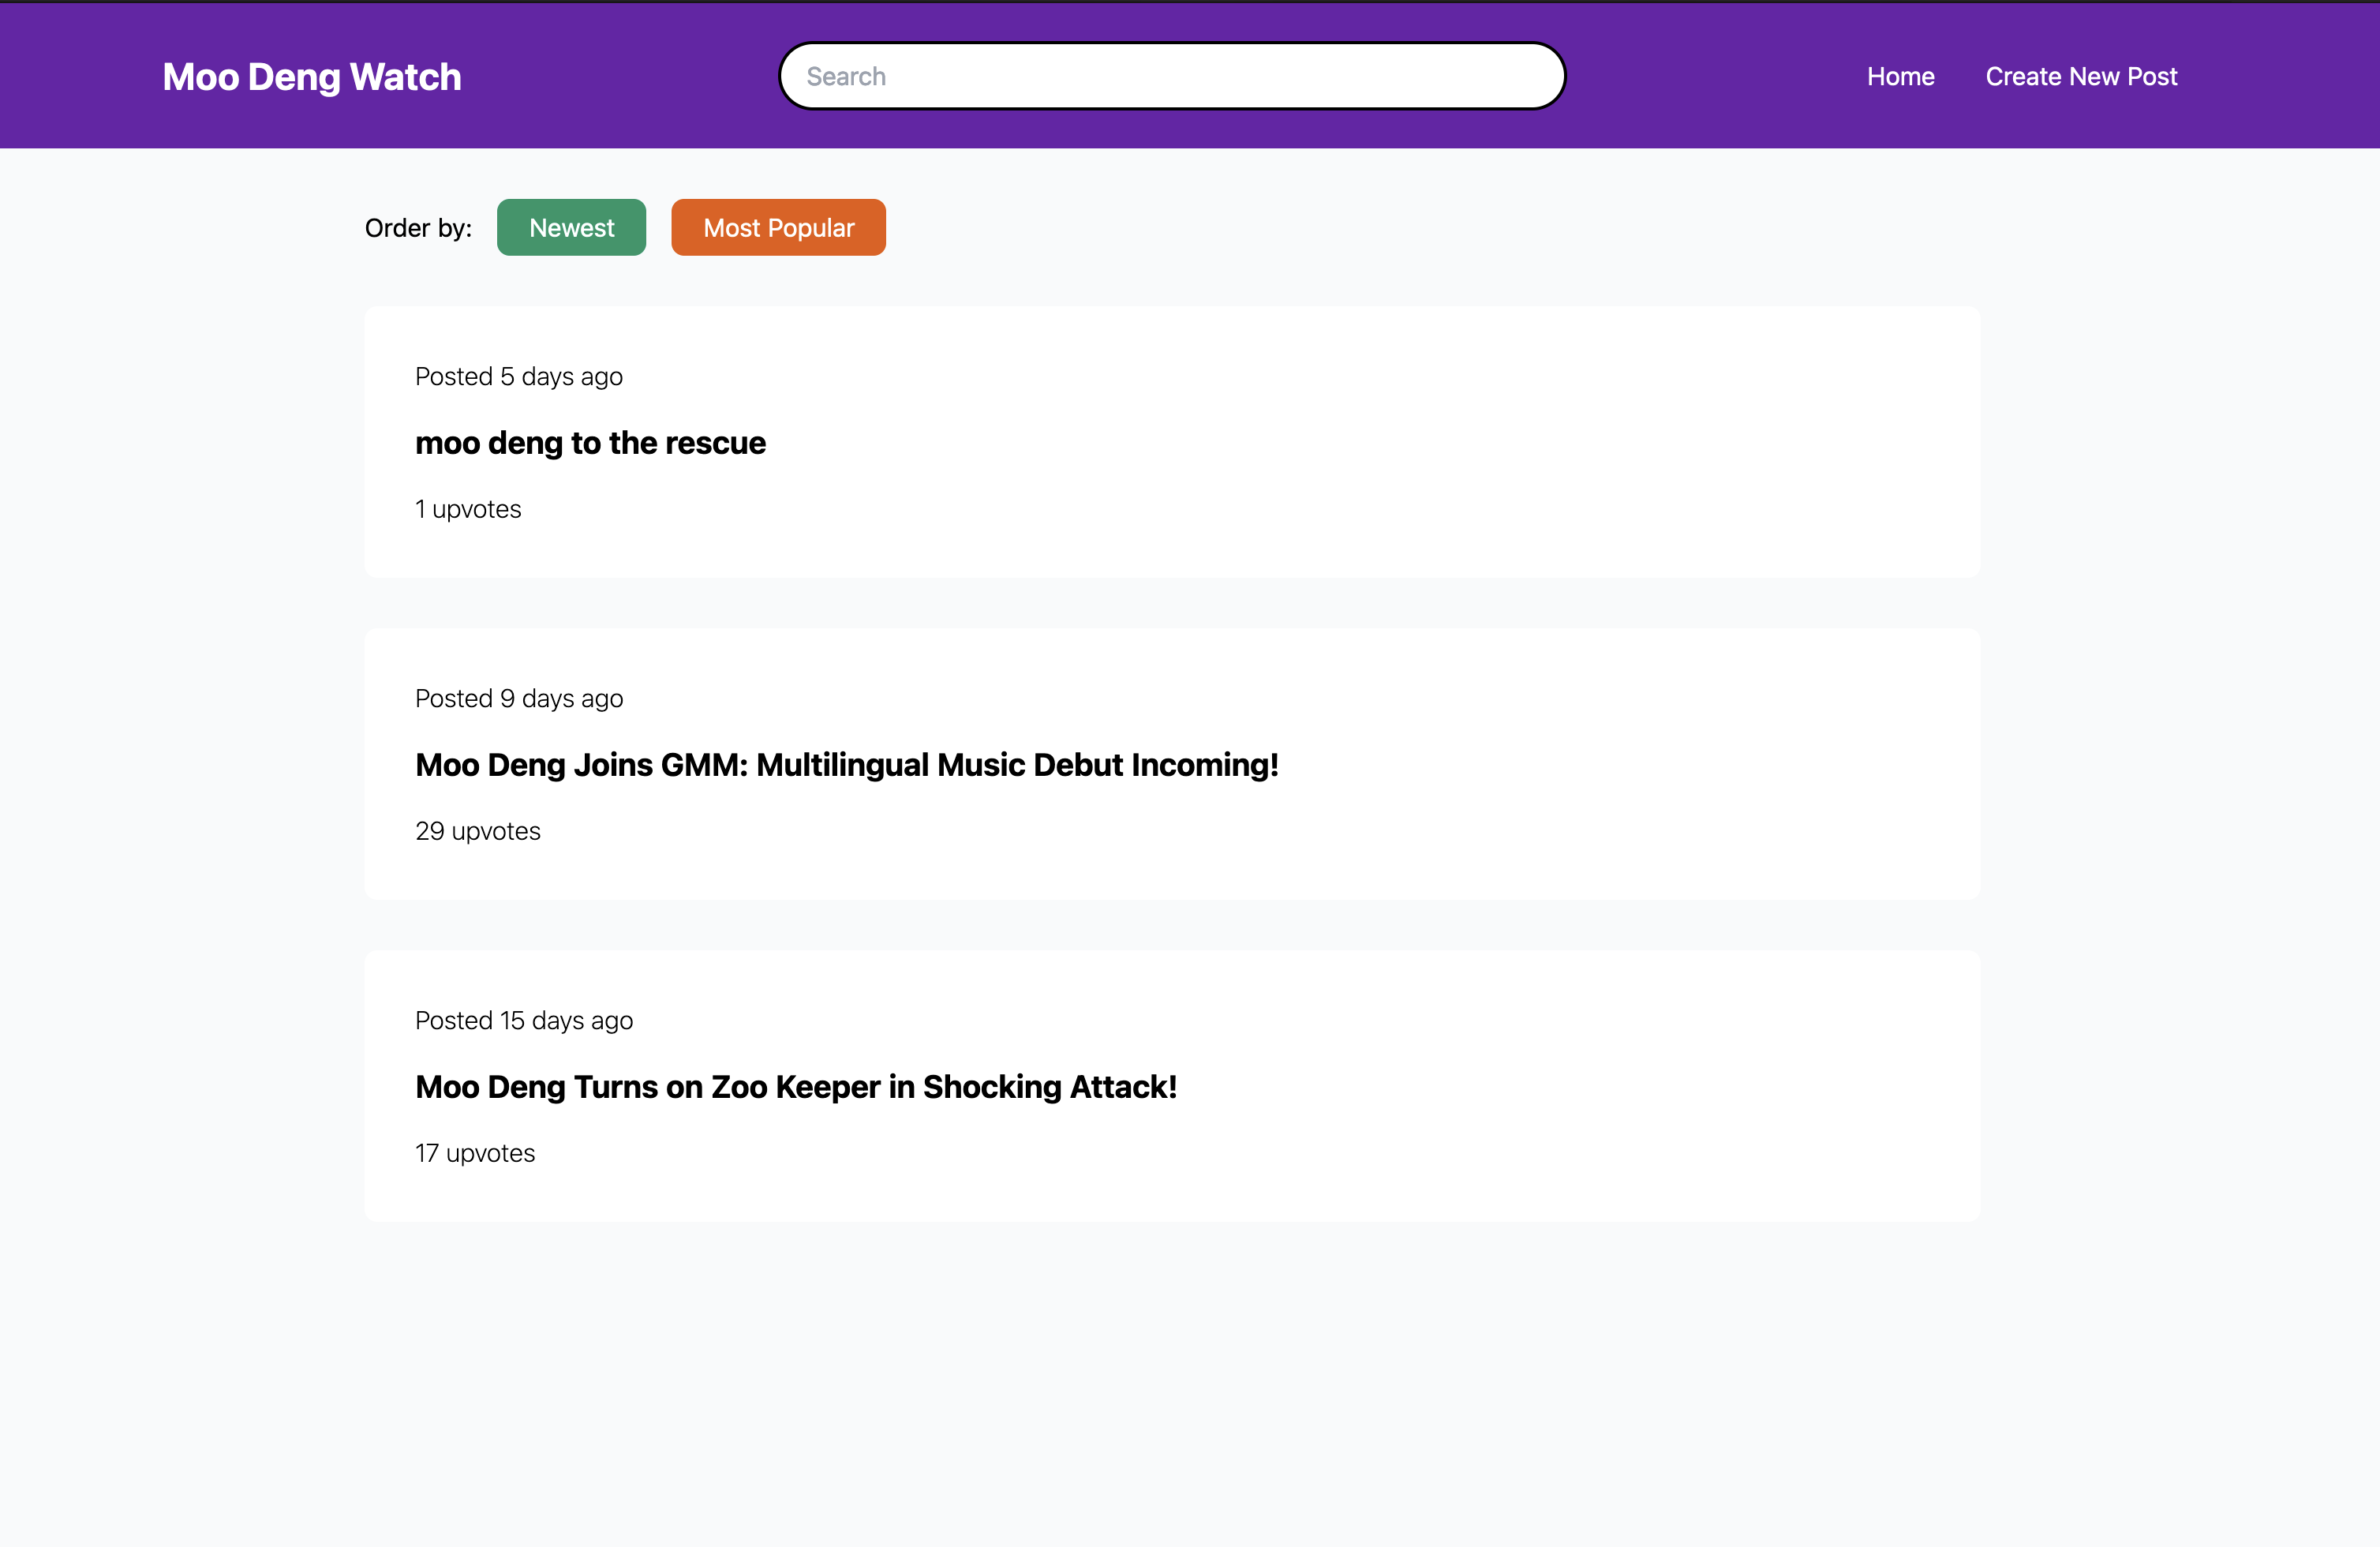 Moo Deng Watch
Search
Home
Create New Post
Order by: Newest Most Popular
Posted 5 days ago
moo deng to the rescue
1 upvotes
Posted 9 days ago
Moo Deng Joins GMM: Multilingual Music Debut Incoming!
29 upvotes
Posted 15 days ago
Moo Deng Turns on Zoo Keeper in Shocking Attack!
17 upvotes